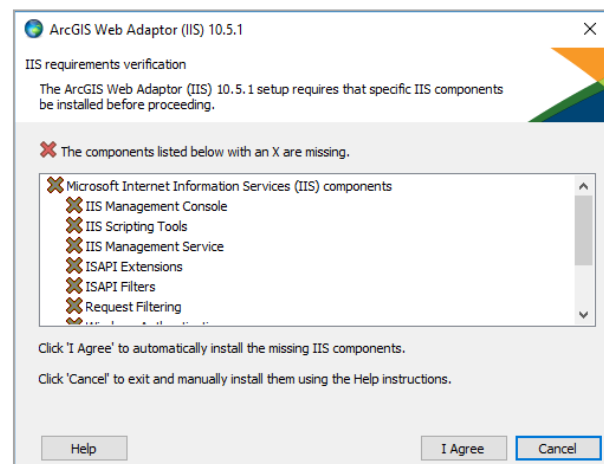 ArcGIS Web Adaptor (IIS) 10.5.1
IIS requirements verification
The ArcGIS Web Adaptor (IIS) 10.5.1 setup requires that specific IIS components
be installed before proceeding.
The components listed below with an X are missing.
Microsoft Internet Information Services (IIS) components
IIS Management Console
IIS Scripting Tools
IIS Management Service
ISAPI Extensions
ISAPI Filters
Request Filtering
Click 'I Agree' to automatically install the missing IIS components.
Click 'Cancel' to exit and manually install them using the Help instructions.
Help
I Agree
Cancel